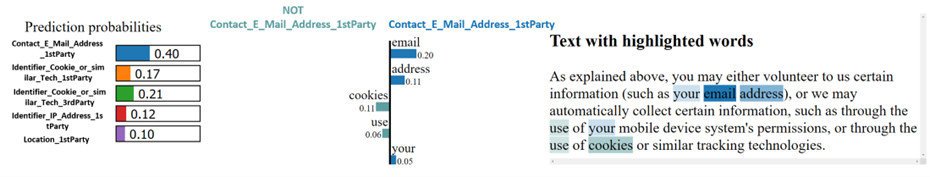 Prediction probabilities
Contact_E_Mail_Address
_1stParty
0.40
Identifier_Cookie_or_simi
ilar_Tech_1stParty
0.17
Identifier_Cookie_or_simi
ilar_Tech_3rdParty
0.21
Identifier_IP_Address_1s
tParty
0.12
Location_1stParty
0.10
NOT
Contact_E_Mail_Address_1stParty
Contact_E_Mail_Address_1stParty
email
0.20
address
0.11
cookies
0.11
use
0.06
your
0.05
Text with highlighted words
As explained above, you may either volunteer to us certain
information (such as your email address), or we may
automatically collect certain information, such as through the
use of your mobile device system's permissions, or through the
use of cookies or similar tracking technologies.